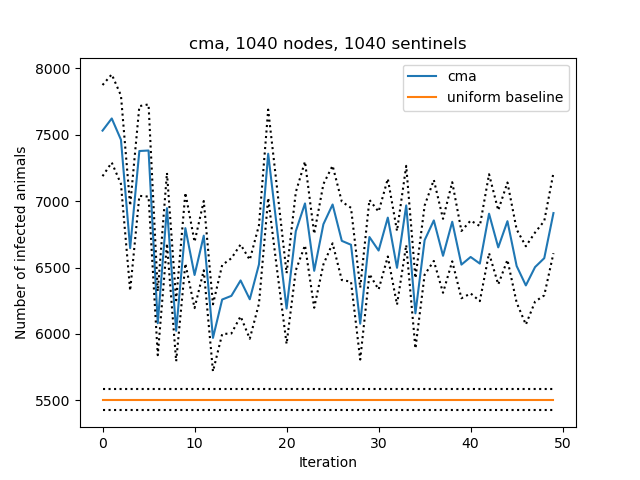 cma, 1040 nodes, 1040 sentinels
cma
uniform baseline
Number of infected animals
8000
7500
7000
6500
6000
5500
0 10 20 30 40 50
Iteration